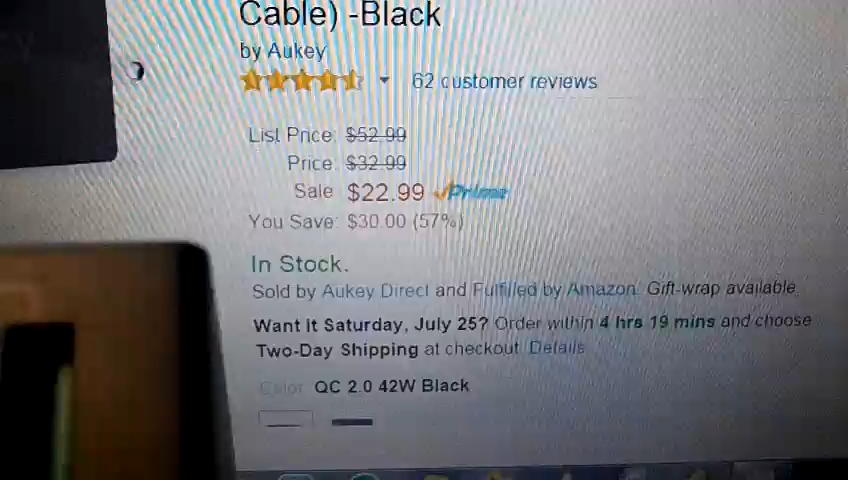 Cable) -Black
by Aukey
62 customer reviews
List Price: $52.99
Price: $32.99
Sale: $22.99 Prime
You Save: $30.00 (57%)
In Stock.
Sold by Aukey Direct and Fulfilled by Amazon. Gift-wrap available.
Want it Saturday, July 25? Order within 4 hrs 19 mins and choose
Two-Day Shipping at checkout. Details
Color: QC 2.0 42W Black